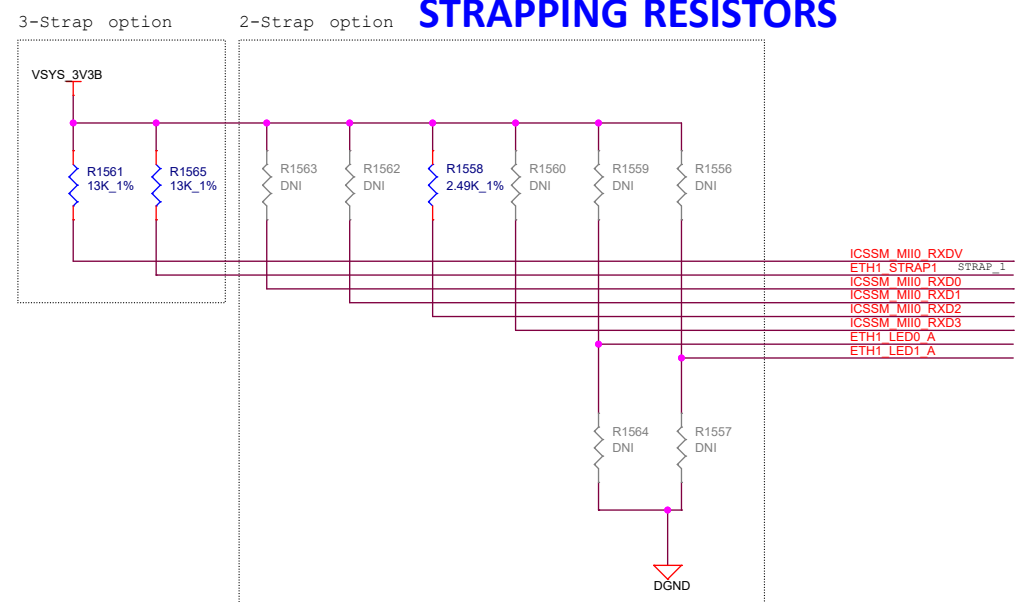 STRAPPING RESISTORS
3-Strap option
2-Strap option
VSYS_3V3B
R1561
13K_1%
R1565
13K_1%
R1563
DNI
R1562
DNI
R1558
2.49K_1%
R1560
DNI
R1559
DNI
R1556
DNI
ICSSM_MII0_RXDV
ETH1_STRAP1 STRAP_1
ICSSM_MII0_RXD0
ICSSM_MII0_RXD1
ICSSM_MII0_RXD2
ICSSM_MII0_RXD3
ETH1_LED0_A
ETH1_LED1_A
R1564
DNI
R1557
DNI
DGND